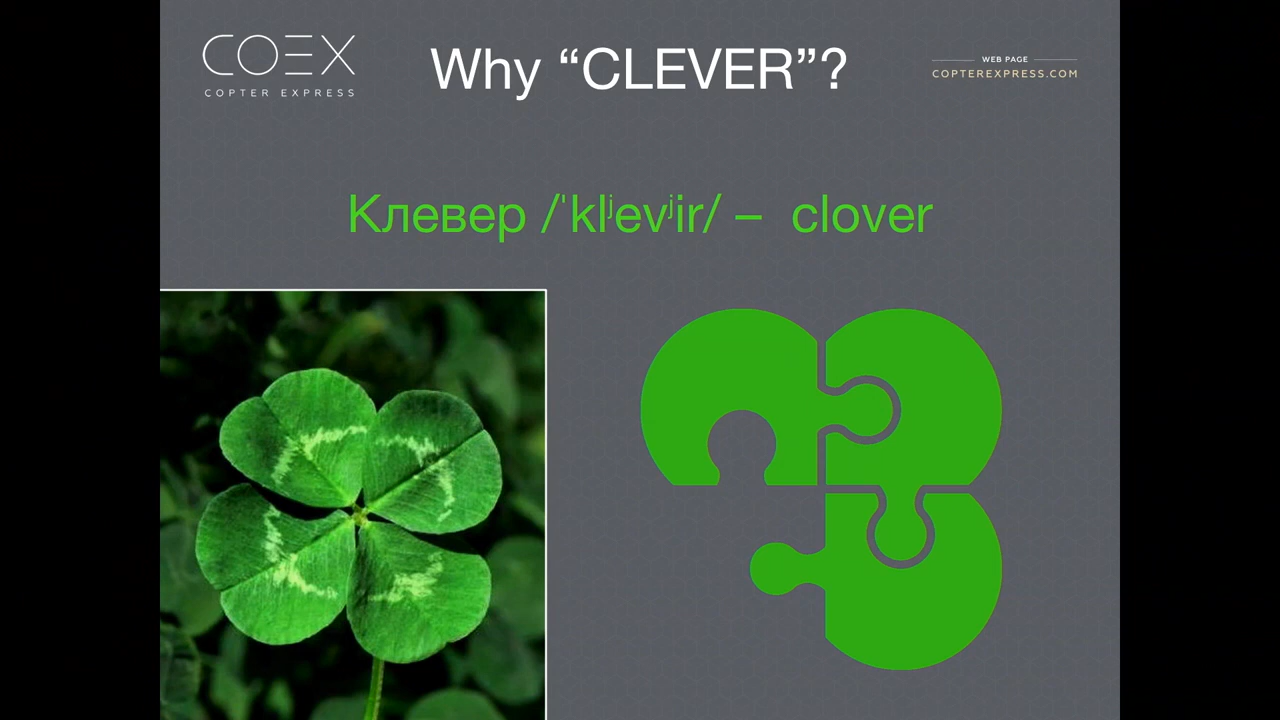 COEX
COPTER EXPRESS
Why “CLEVER”?
WEB PAGE
COPTEREXPRESS.COM
Клевер /ˈklʲevʲir/ – clover